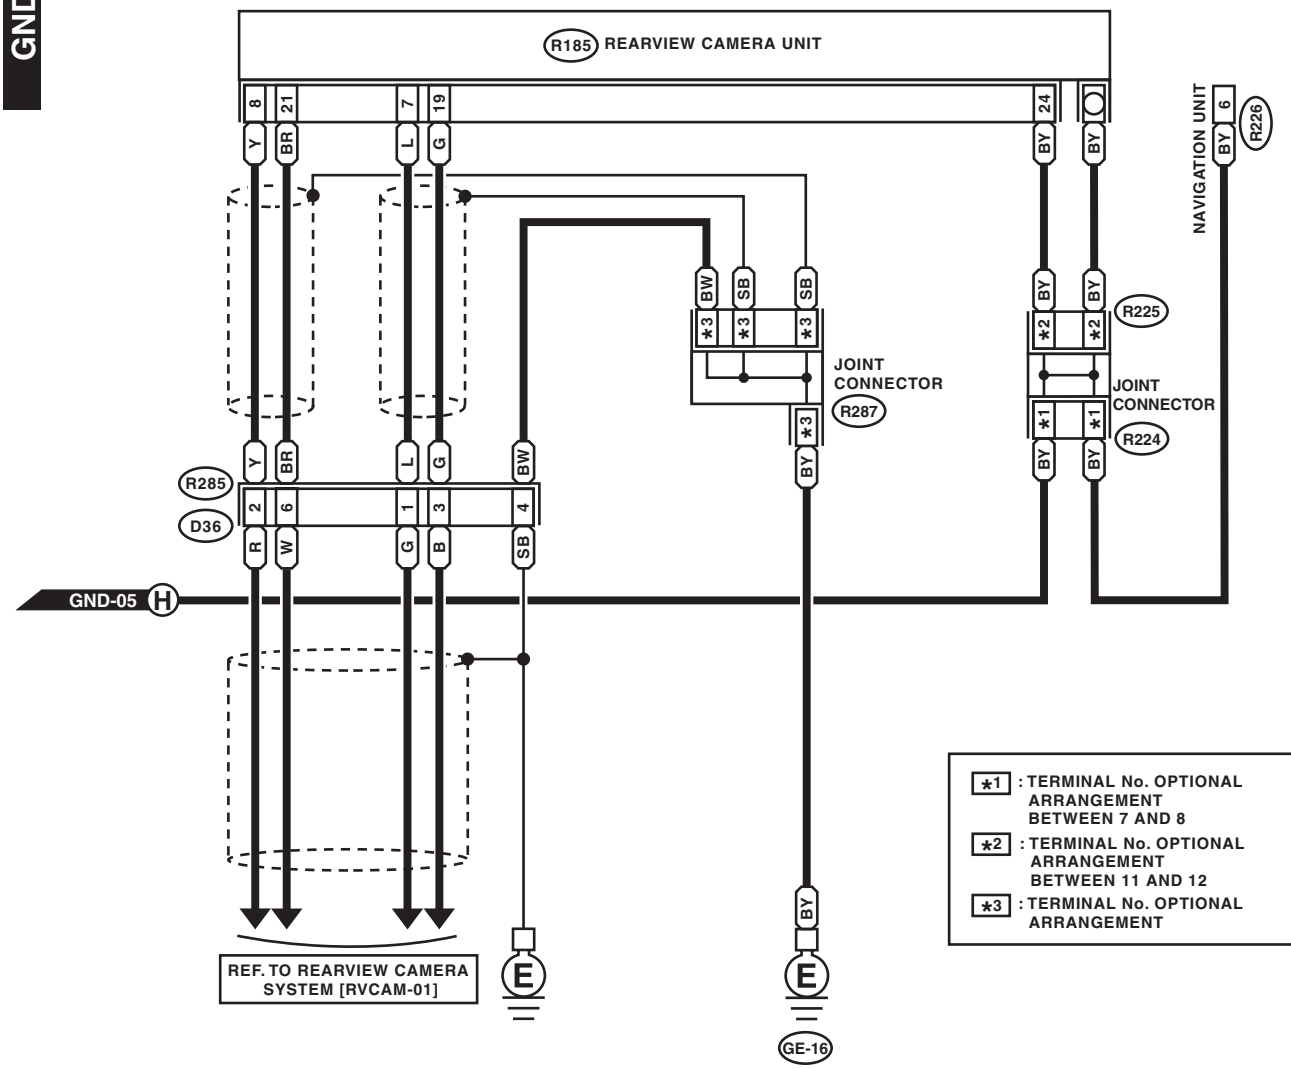 GND
R185 REARVIEW CAMERA UNIT
8 21 7 19 24
Y BR L G BY BY
NAVIGATION UNIT
6
BY
R226
BW SB SB
*3 *3 *3
JOINT
CONNECTOR
R287
*3
BY
BY BY
R225
*2 *2
JOINT
CONNECTOR
*1 *1
R224
BY BY
Y BR L G BW
R285
2 6 1 3 4
D36
R W G B SB
GND-05 H
*1 : TERMINAL No. OPTIONAL
ARRANGEMENT
BETWEEN 7 AND 8
*2 : TERMINAL No. OPTIONAL
ARRANGEMENT
BETWEEN 11 AND 12
*3 : TERMINAL No. OPTIONAL
ARRANGEMENT
BY
REF. TO REARVIEW CAMERA
SYSTEM [RVCAM-01]
E E
GE-16